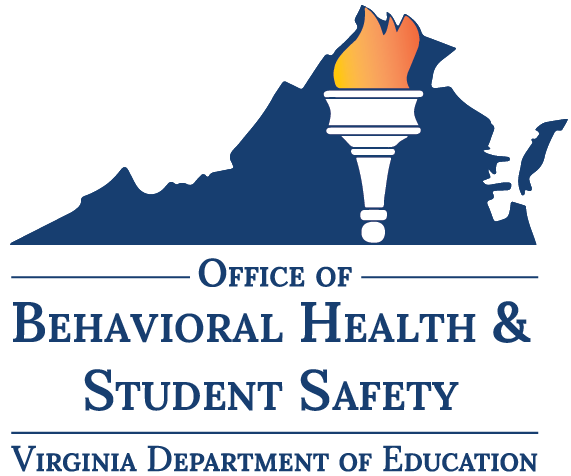 Office of
Behavioral Health &
Student Safety
Virginia Department of Education